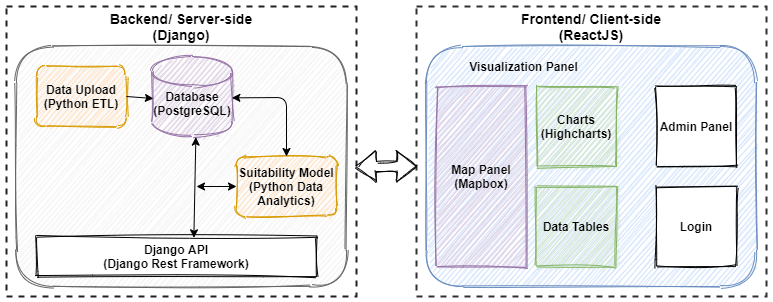 Backend/ Server-side
(Django)
Data Upload
(Python ETL)
Database
(PostgreSQL)
Suitability Model
(Python Data
Analytics)
Django API
(Django Rest Framework)
Frontend/ Client-side
(ReactJS)
Visualization Panel
Map Panel
(Mapbox)
Charts
(Highcharts)
Data Tables
Admin Panel
Login